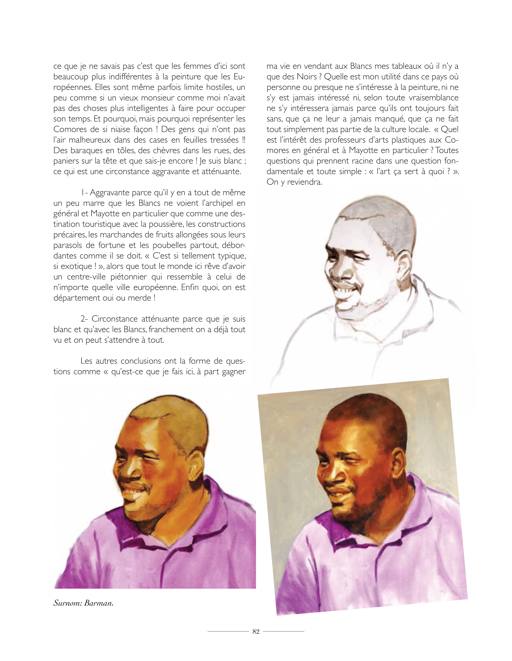 ce que je ne savais pas c'est que les femmes d'ici sont
beaucoup plus indifférentes à la peinture que les Eu-
ropéennes. Elles sont même parfois limite hostiles, un
peu comme si un vieux monsieur comme moi n'avait
pas des choses plus intelligentes à faire pour occuper
son temps. Et pourquoi, mais pourquoi représenter les
Comores de si niaise façon ! Des gens qui n'ont pas
l'air malheureux dans des cases en feuilles tressées !!
Des baraques en tôles, des chèvres dans les rues, des
paniers sur la tête et que sais-je encore ! Je suis blanc ;
ce qui est une circonstance aggravante et atténuante.
1- Aggravante parce qu'il y en a tout de même
un peu marre que les Blancs ne voient l'archipel en
général et Mayotte en particulier que comme une des-
tination touristique avec la poussière, les constructions
précaires, les marchandes de fruits allongées sous leurs
parasols de fortune et les poubelles partout, débor-
dantes comme il se doit. « C'est si tellement typique,
si exotique ! », alors que tout le monde ici rêve d'avoir
un centre-ville piétonnier qui ressemble à celui de
n'importe quelle ville européenne. Enfin quoi, on est
département oui ou merde !
2- Circonstance atténuante parce que je suis
blanc et qu'avec les Blancs, franchement on a déjà tout
vu et on peut s'attendre à tout.
Les autres conclusions ont la forme de ques-
tions comme « qu'est-ce que je fais ici, à part gagner
ma vie en vendant aux Blancs mes tableaux où il n'y a
que des Noirs ? Quelle est mon utilité dans ce pays où
personne ou presque ne s'intéresse à la peinture, ni ne
s'y est jamais intéressé ni, selon toute vraisemblance
ne s'y intéressera jamais parce qu'ils ont toujours fait
sans, que ça ne leur a jamais manqué, que ça ne fait
tout simplement pas partie de la culture locale. « Quel
est l'intérêt des professeurs d'arts plastiques aux Co-
mores en général et à Mayotte en particulier ? Toutes
questions qui prennent racine dans une question fon-
damentale et toute simple : « l'art ça sert à quoi ? ».
On y reviendra.
Surnom: Barman.
82